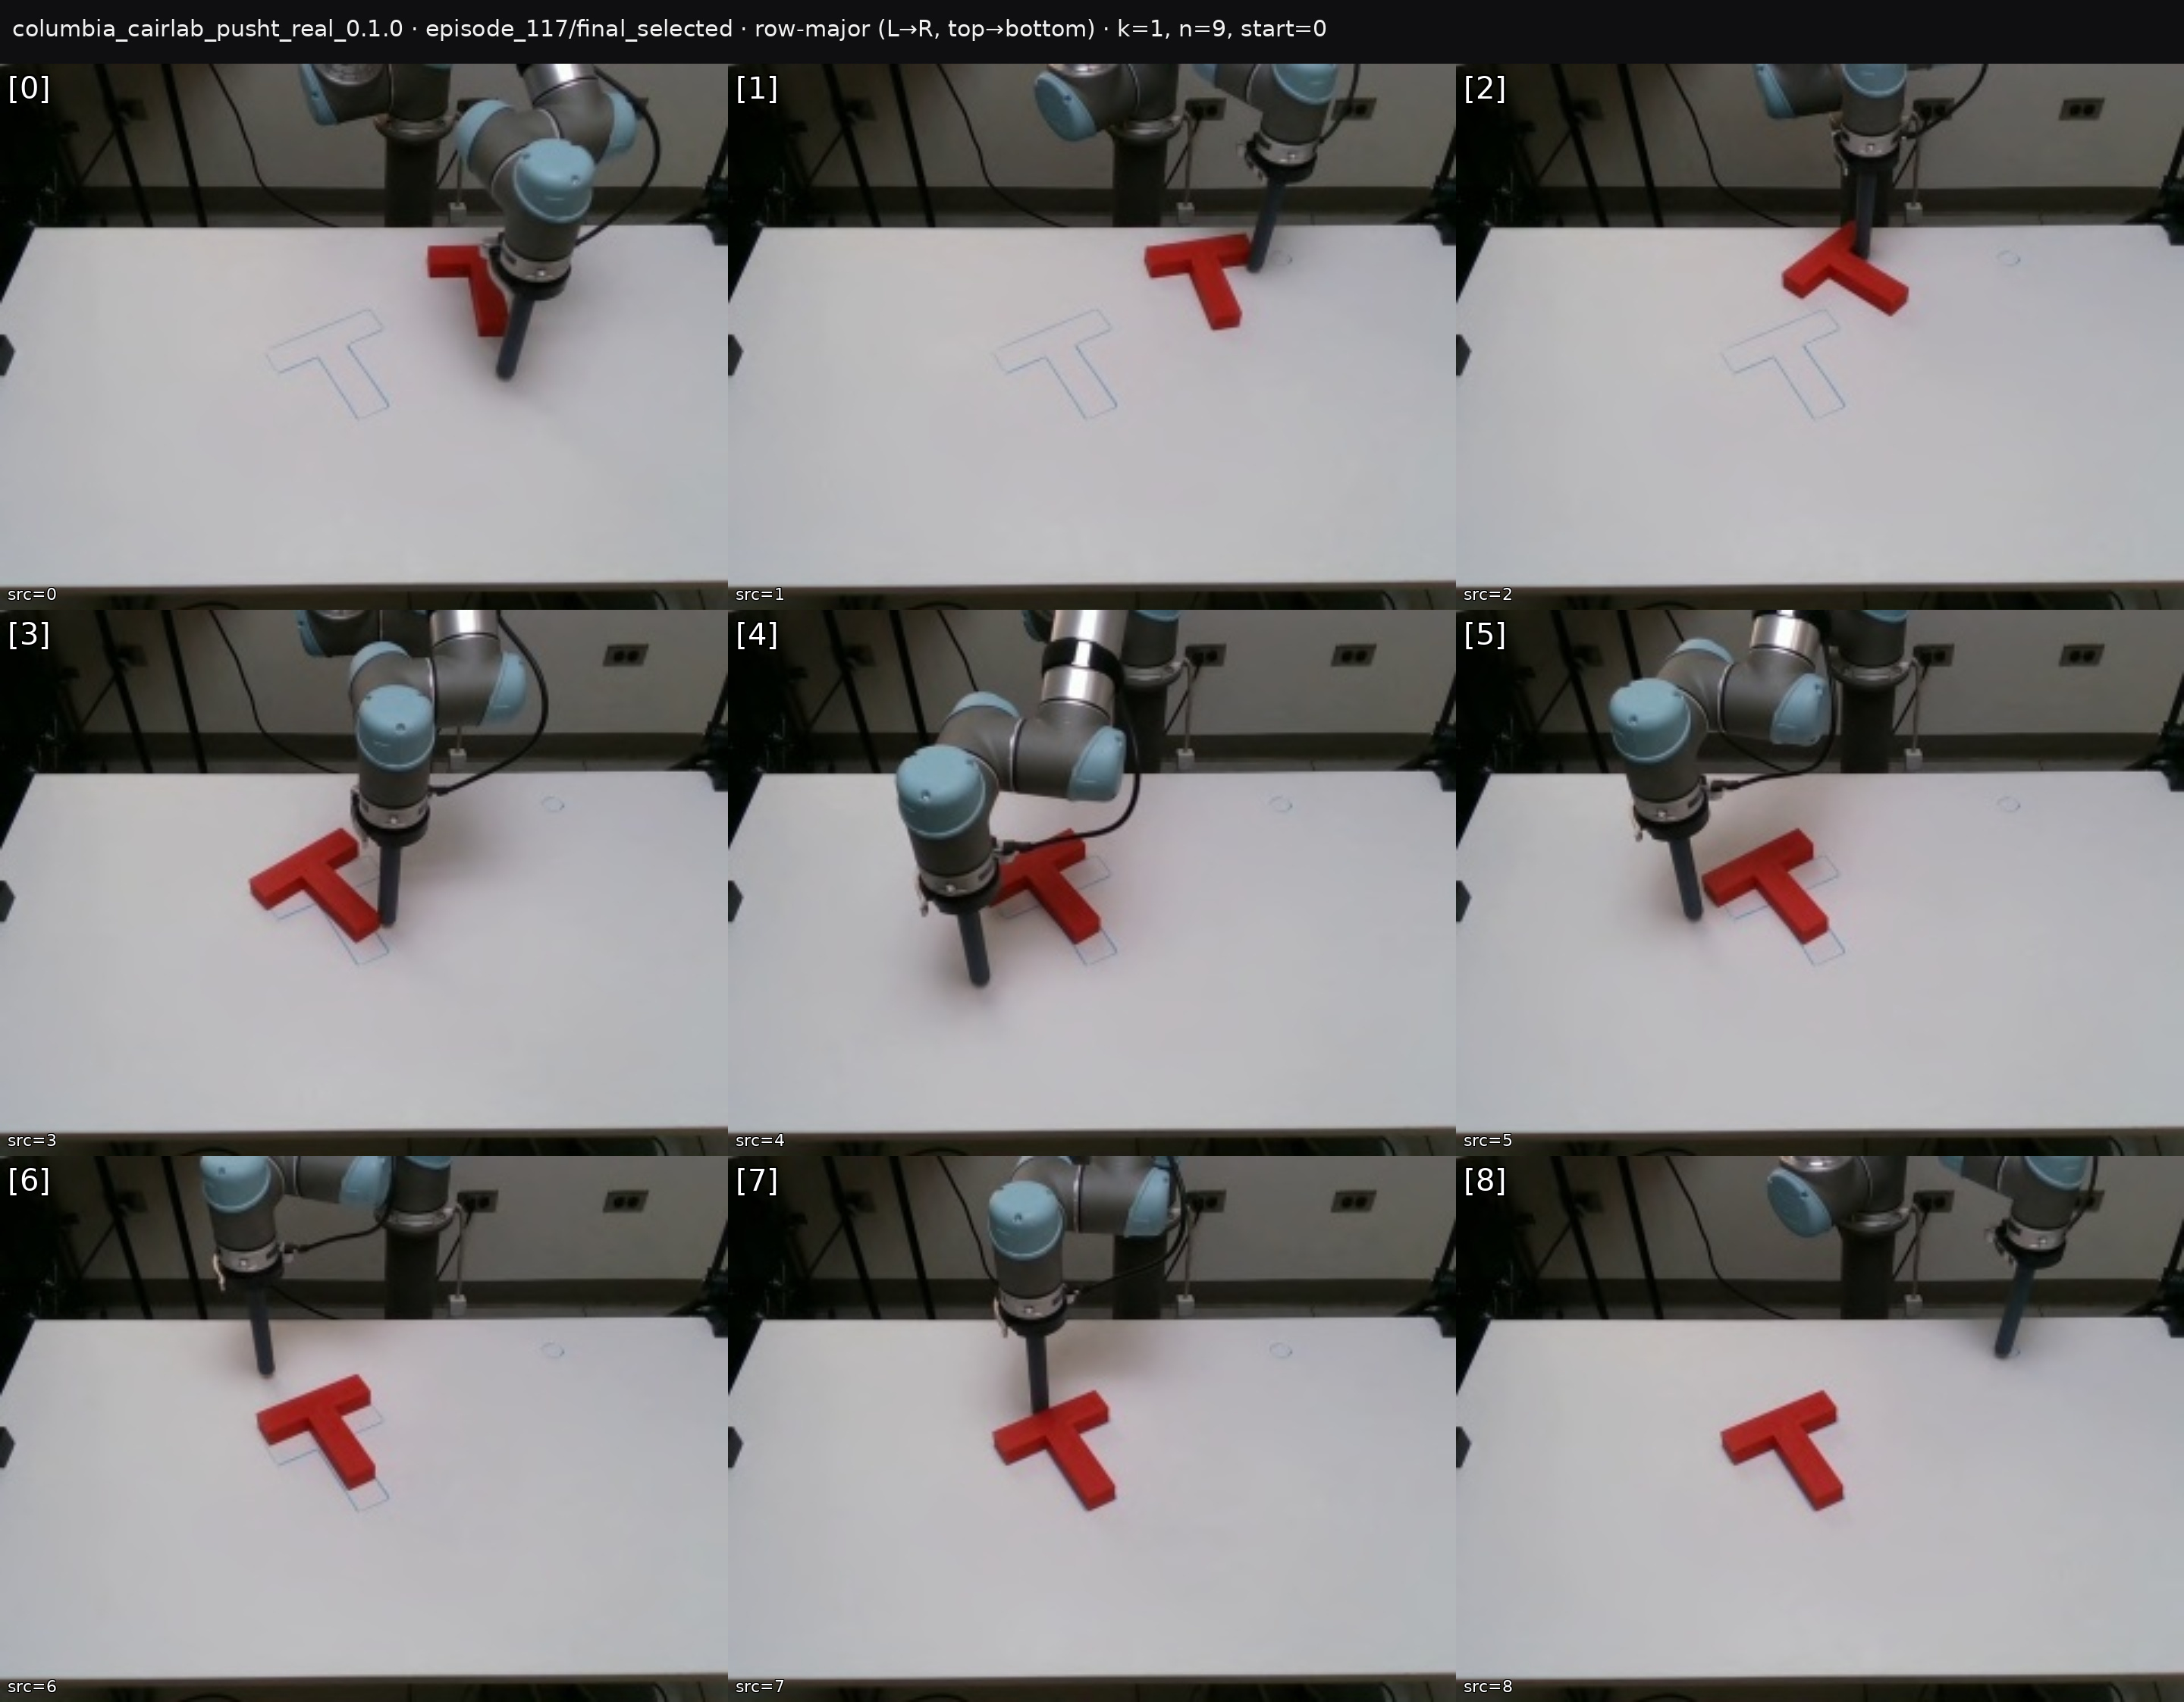 columbia_cairlab_pusht_real_0.1.0 · episode_117/final_selected · row-major (L→R, top→bottom) · k=1, n=9, start=0
[0]
[1]
[2]
src=0
src=1
src=2
[3]
[4]
[5]
src=3
src=4
src=5
[6]
[7]
[8]
src=6
src=7
src=8